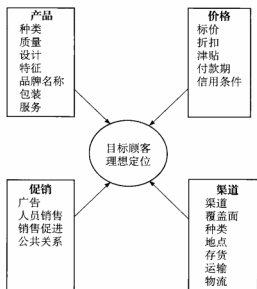 产品
种类
质量
设计
特征
品牌名称
包装
服务
价格
标价
折扣
津贴
付款期
信用条件
目标顾客
理想定位
促销
广告
人员销售
销售促进
公共关系
渠道
渠道
覆盖面
种类
地点
存货
运输
物流